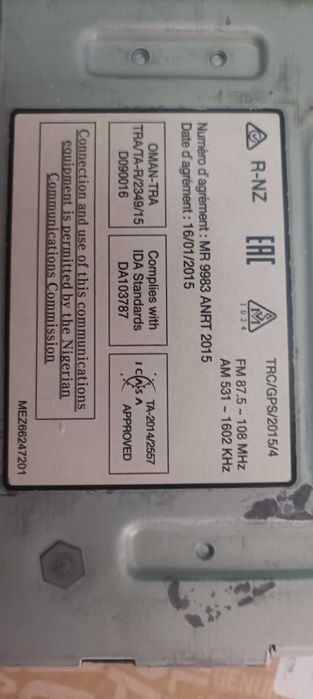 R-NZ
EAC
1024
TRC/GPS/2015/4
FM 87.5 ~ 108 MHz
AM 531 ~ 1602 KHz
Numéro d'agrément : MR 9983 ANRT 2015
Date d'agrément : 16/01/2015
OMAN-TRA
TRA/TA-R/2349/15
D090016
Complies with
IDA Standards
DA103787
ICASA
TA-2014/2557
APPROVED
Connection and use of this communications
equipment is permitted by the Nigerian
Communications Commission
MEZ66247201
GENUI